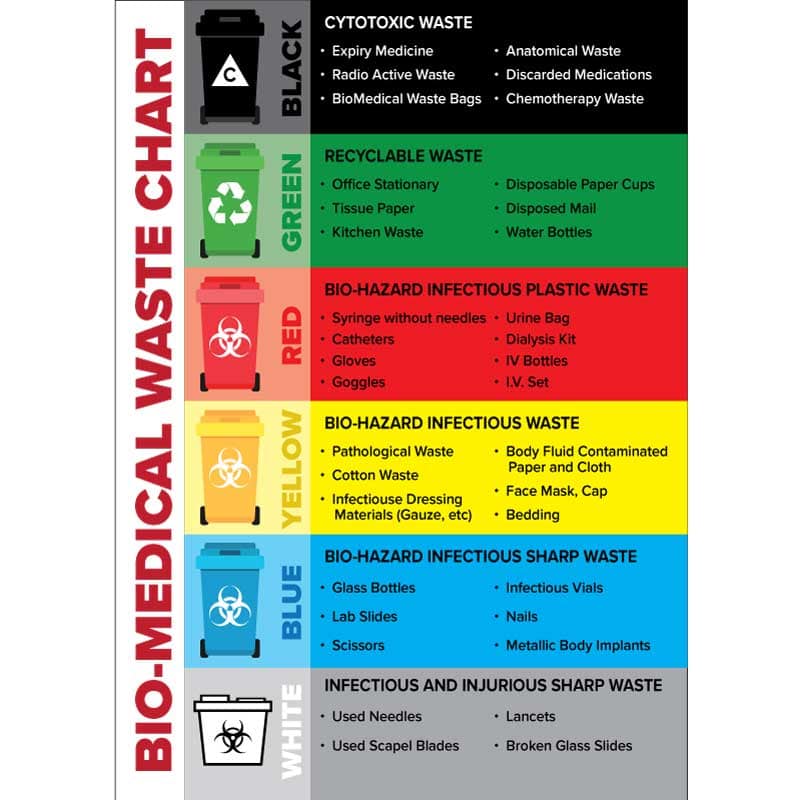 BIO-MEDICAL WASTE CHART
C
BLACK
CYTOTOXIC WASTE
• Expiry Medicine
• Radio Active Waste
• BioMedical Waste Bags
• Anatomical Waste
• Discarded Medications
• Chemotherapy Waste
GREEN
RECYCLABLE WASTE
• Office Stationary
• Tissue Paper
• Kitchen Waste
• Disposable Paper Cups
• Disposed Mail
• Water Bottles
RED
BIO-HAZARD INFECTIOUS PLASTIC WASTE
• Syringe without needles
• Catheters
• Gloves
• Goggles
• Urine Bag
• Dialysis Kit
• IV Bottles
• I.V. Set
YELLOW
BIO-HAZARD INFECTIOUS WASTE
• Pathological Waste
• Cotton Waste
• Infectiouse Dressing
Materials (Gauze, etc)
• Body Fluid Contaminated
Paper and Cloth
• Face Mask, Cap
• Bedding
BLUE
BIO-HAZARD INFECTIOUS SHARP WASTE
• Glass Bottles
• Lab Slides
• Scissors
• Infectious Vials
• Nails
• Metallic Body Implants
WHITE
INFECTIOUS AND INJURIOUS SHARP WASTE
• Used Needles
• Used Scapel Blades
• Lancets
• Broken Glass Slides